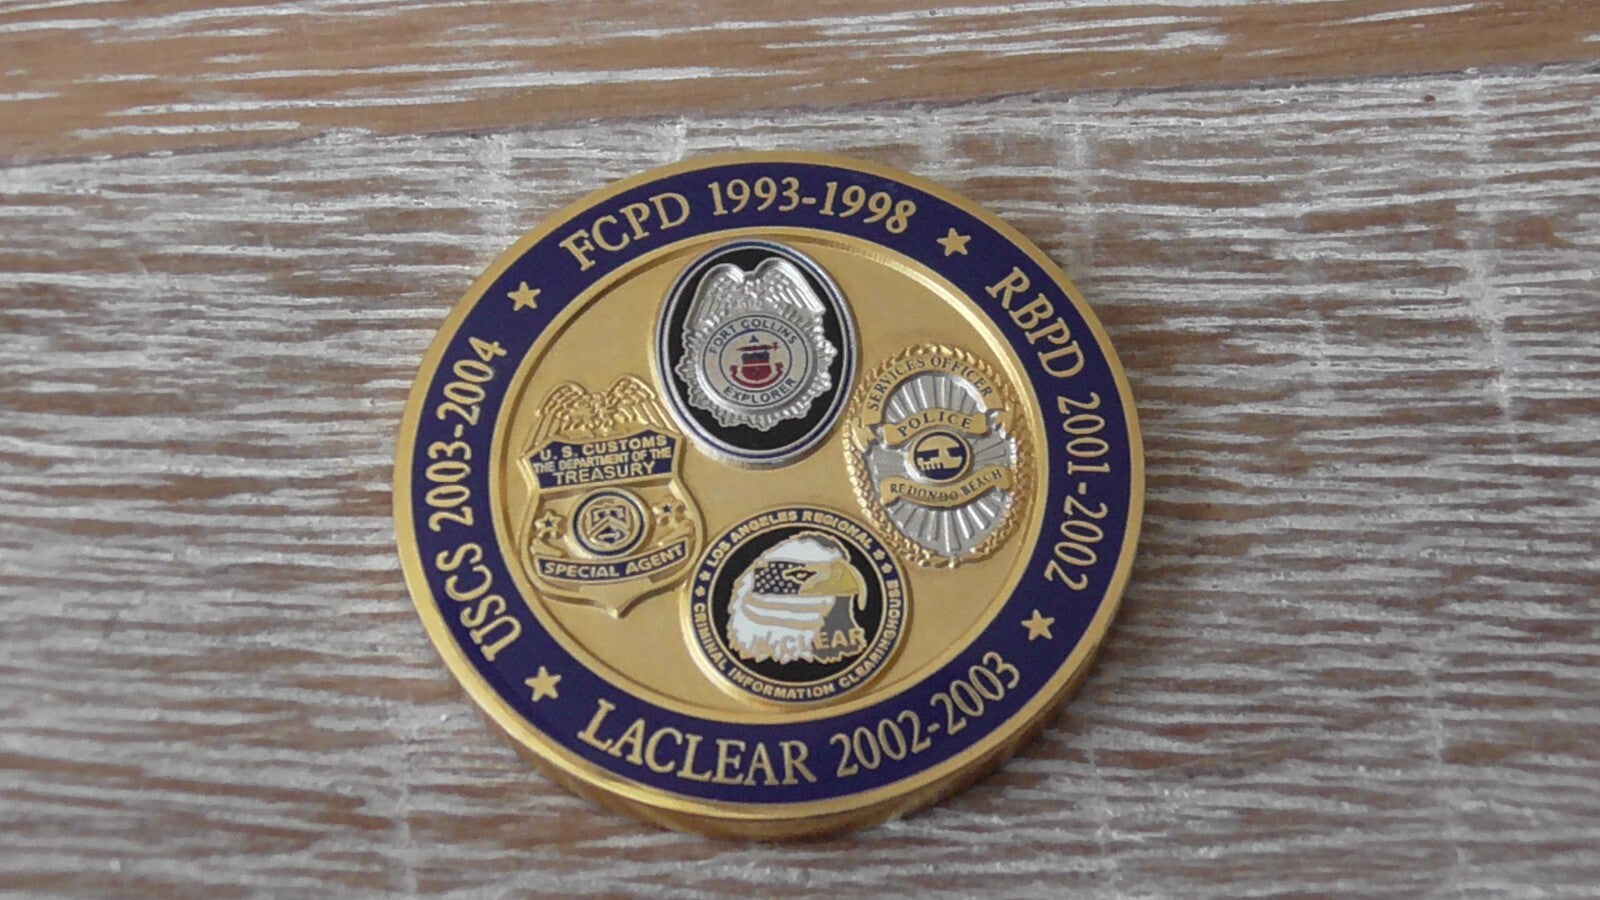 FCPD 1993-1998
RBPD 2001-2002
LACLEAR 2002-2003
USCS 2003-2004
FORT COLLINS
EXPLORER
SERVICES OFFICER
POLICE
REDONDO BEACH
LOS ANGELES REGIONAL
CRIMINAL INFORMATION CLEARINGHOUSE
LACLEAR
U. S. CUSTOMS
THE DEPARTMENT OF THE
TREASURY
SPECIAL AGENT